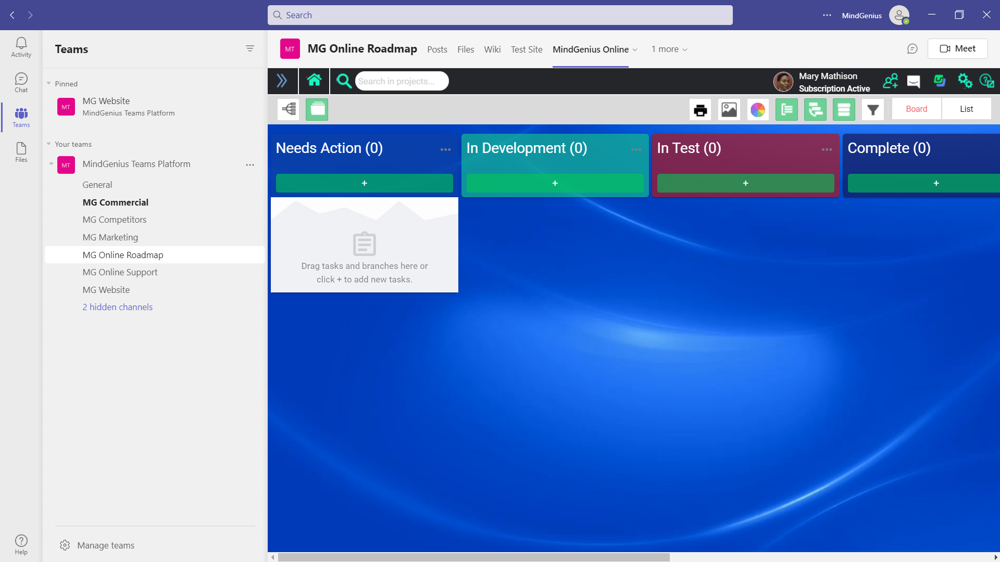 Search
MindGenius
Activity
Chat
Teams
Files
Help
Teams
Pinned
MT
MG Website
MindGenius Teams Platform
Your teams
MT
MindGenius Teams Platform
General
MG Commercial
MG Competitors
MG Marketing
MG Online Roadmap
MG Online Support
MG Website
2 hidden channels
Manage teams
MT
MG Online Roadmap
Posts
Files
Wiki
Test Site
MindGenius Online
1 more
Meet
Search in projects...
Mary Mathison
Subscription Active
Board
List
Needs Action (0)
+
Drag tasks and branches here or
click + to add new tasks.
In Development (0)
+
In Test (0)
+
Complete (0)
+